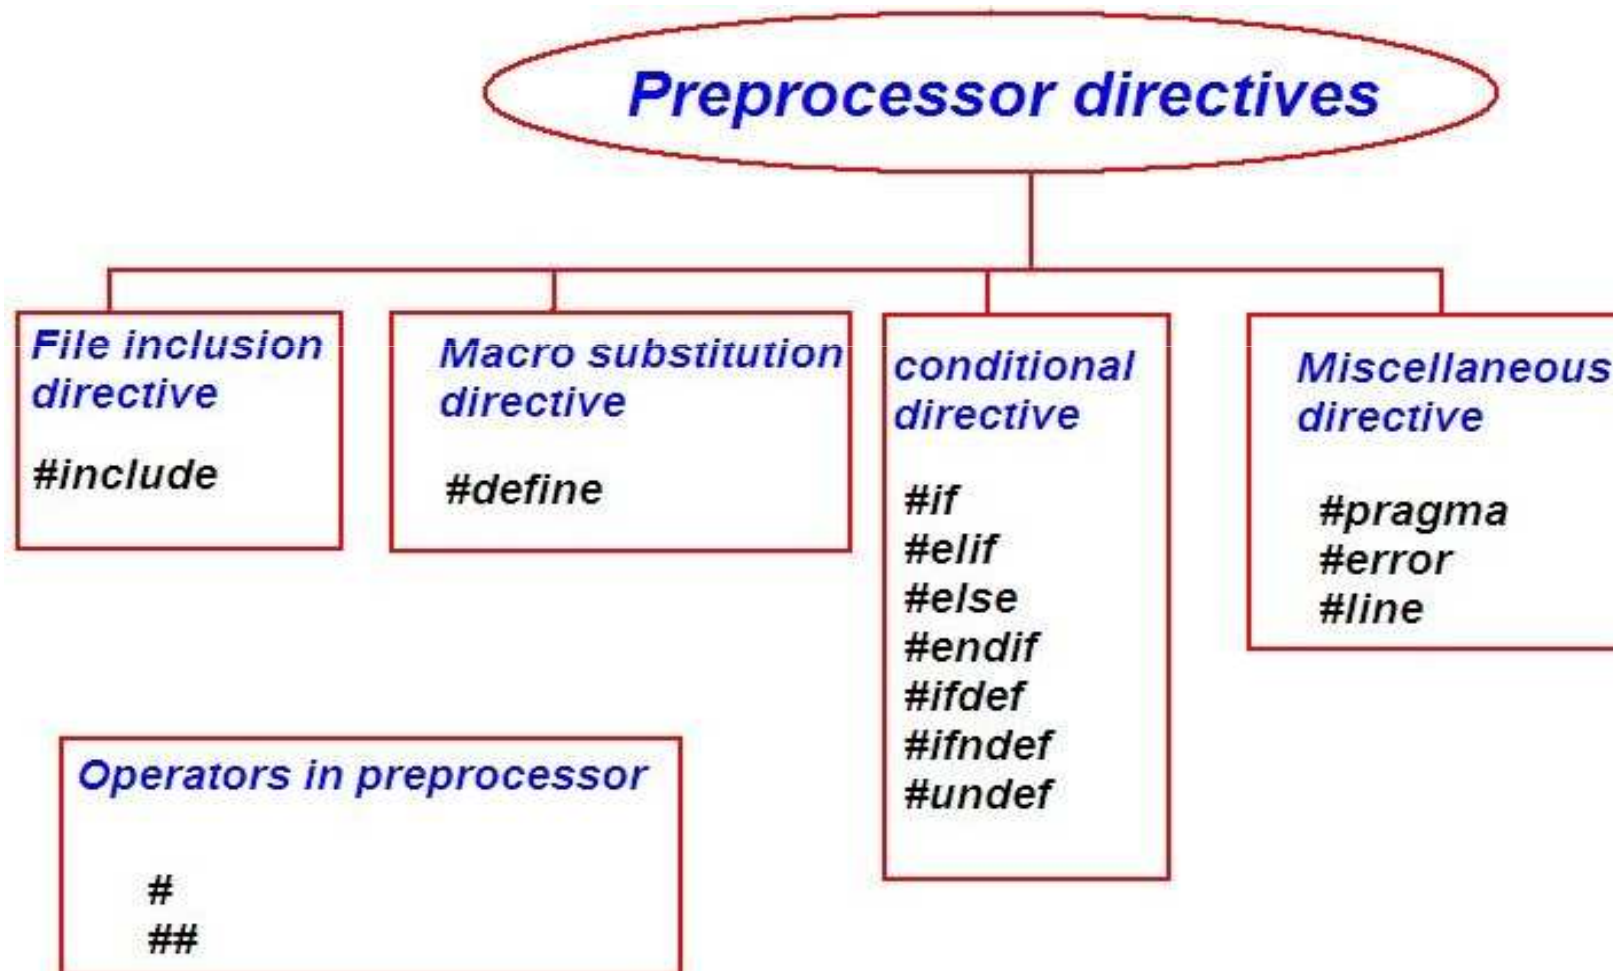 Preprocessor directives
File inclusion
directive
#include
Macro substitution
directive
#define
conditional
directive
#if
#elif
#else
#endif
#ifdef
#ifndef
#undef
Miscellaneous
directive
#pragma
#error
#line
Operators in preprocessor
#
##